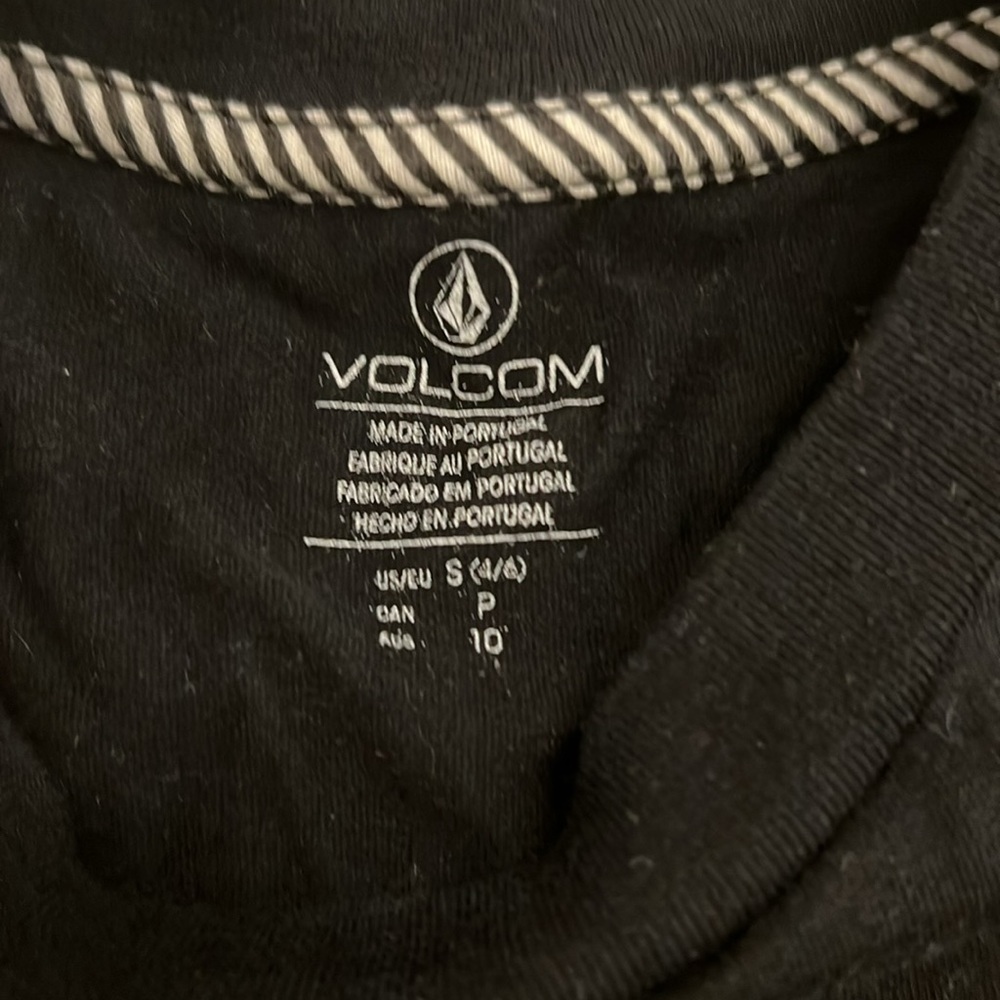 VOLCOM
MADE IN PORTUGAL
FABRIQUE AU PORTUGAL
FABRICADO EM PORTUGAL
HECHO EN PORTUGAL
US/EU S (4/6)
CAN P
AUS 10